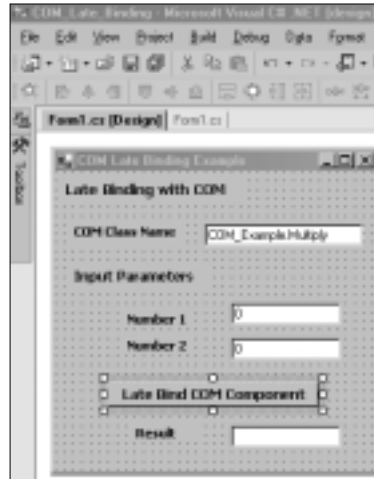 COM_Late_Binding - Microsoft Visual C# .NET [design
File Edit View Project Build Debug Data Format
Form1.cs [Design] Form1.cs
Toolbox
COM Late Binding Example
Late Binding with COM
COM Class Name COM_Example.Multiply
Input Parameters
Number 1 0
Number 2 0
Late Bind COM Component
Result